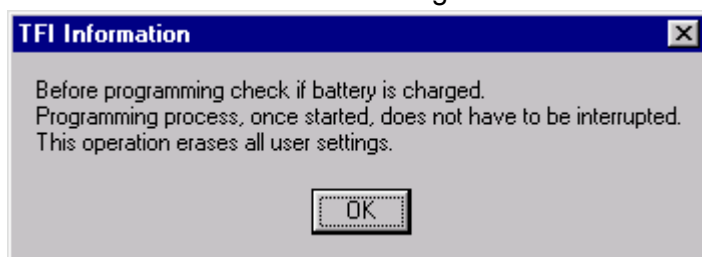 TFI Information
Before programming check if battery is charged.
Programming process, once started, does not have to be interrupted.
This operation erases all user settings.
OK